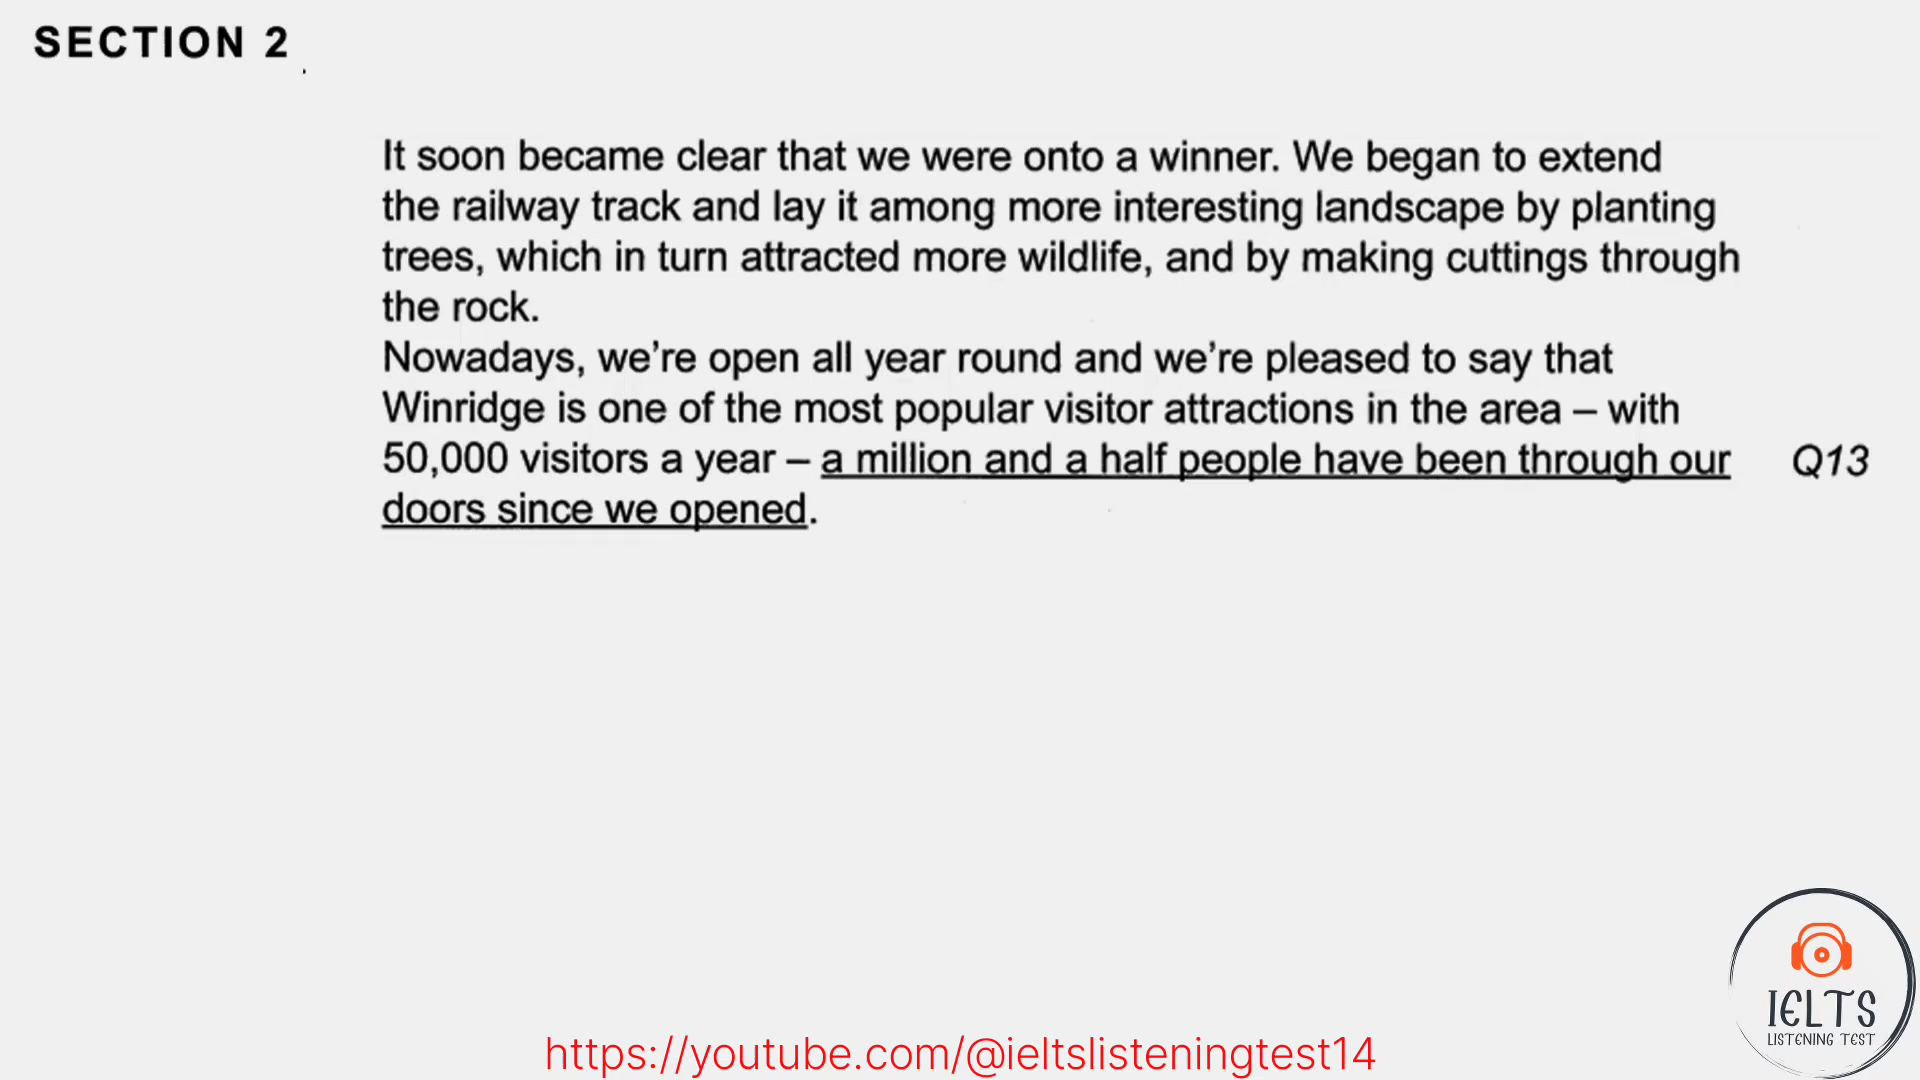 SECTION 2
It soon became clear that we were onto a winner. We began to extend
the railway track and lay it among more interesting landscape by planting
trees, which in turn attracted more wildlife, and by making cuttings through
the rock.
Nowadays, we're open all year round and we're pleased to say that
Winridge is one of the most popular visitor attractions in the area – with
50,000 visitors a year – a million and a half people have been through our Q13
doors since we opened.
IELTS
LISTENING TEST
https://youtube.com/@ieltslisteningtest14